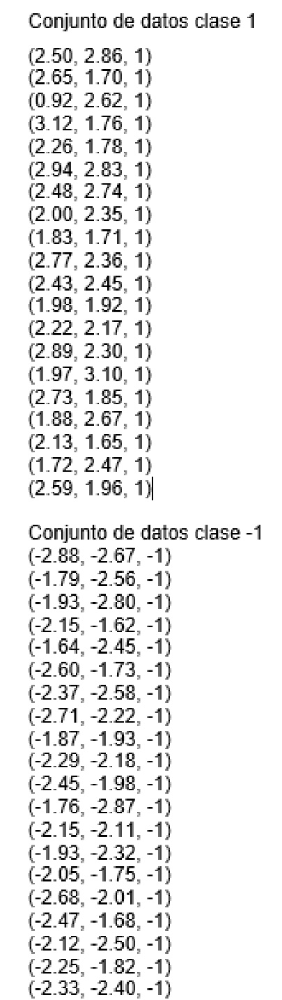 Conjunto de datos clase 1
(2.50, 2.86, 1)
(2.65, 1.70, 1)
(0.92, 2.62, 1)
(3.12, 1.76, 1)
(2.26, 1.78, 1)
(2.94, 2.83, 1)
(2.48, 2.74, 1)
(2.00, 2.35, 1)
(1.83, 1.71, 1)
(2.77, 2.36, 1)
(2.43, 2.45, 1)
(1.98, 1.92, 1)
(2.22, 2.17, 1)
(2.89, 2.30, 1)
(1.97, 3.10, 1)
(2.73, 1.85, 1)
(1.88, 2.67, 1)
(2.13, 1.65, 1)
(1.72, 2.47, 1)
(2.59, 1.96, 1)
Conjunto de datos clase -1
(-2.88, -2.67, -1)
(-1.79, -2.56, -1)
(-1.93, -2.80, -1)
(-2.15, -1.62, -1)
(-1.64, -2.45, -1)
(-2.60, -1.73, -1)
(-2.37, -2.58, -1)
(-2.71, -2.22, -1)
(-1.87, -1.93, -1)
(-2.29, -2.18, -1)
(-2.45, -1.98, -1)
(-1.76, -2.87, -1)
(-2.15, -2.11, -1)
(-1.93, -2.32, -1)
(-2.05, -1.75, -1)
(-2.68, -2.01, -1)
(-2.47, -1.68, -1)
(-2.12, -2.50, -1)
(-2.25, -1.82, -1)
(-2.33, -2.40, -1)